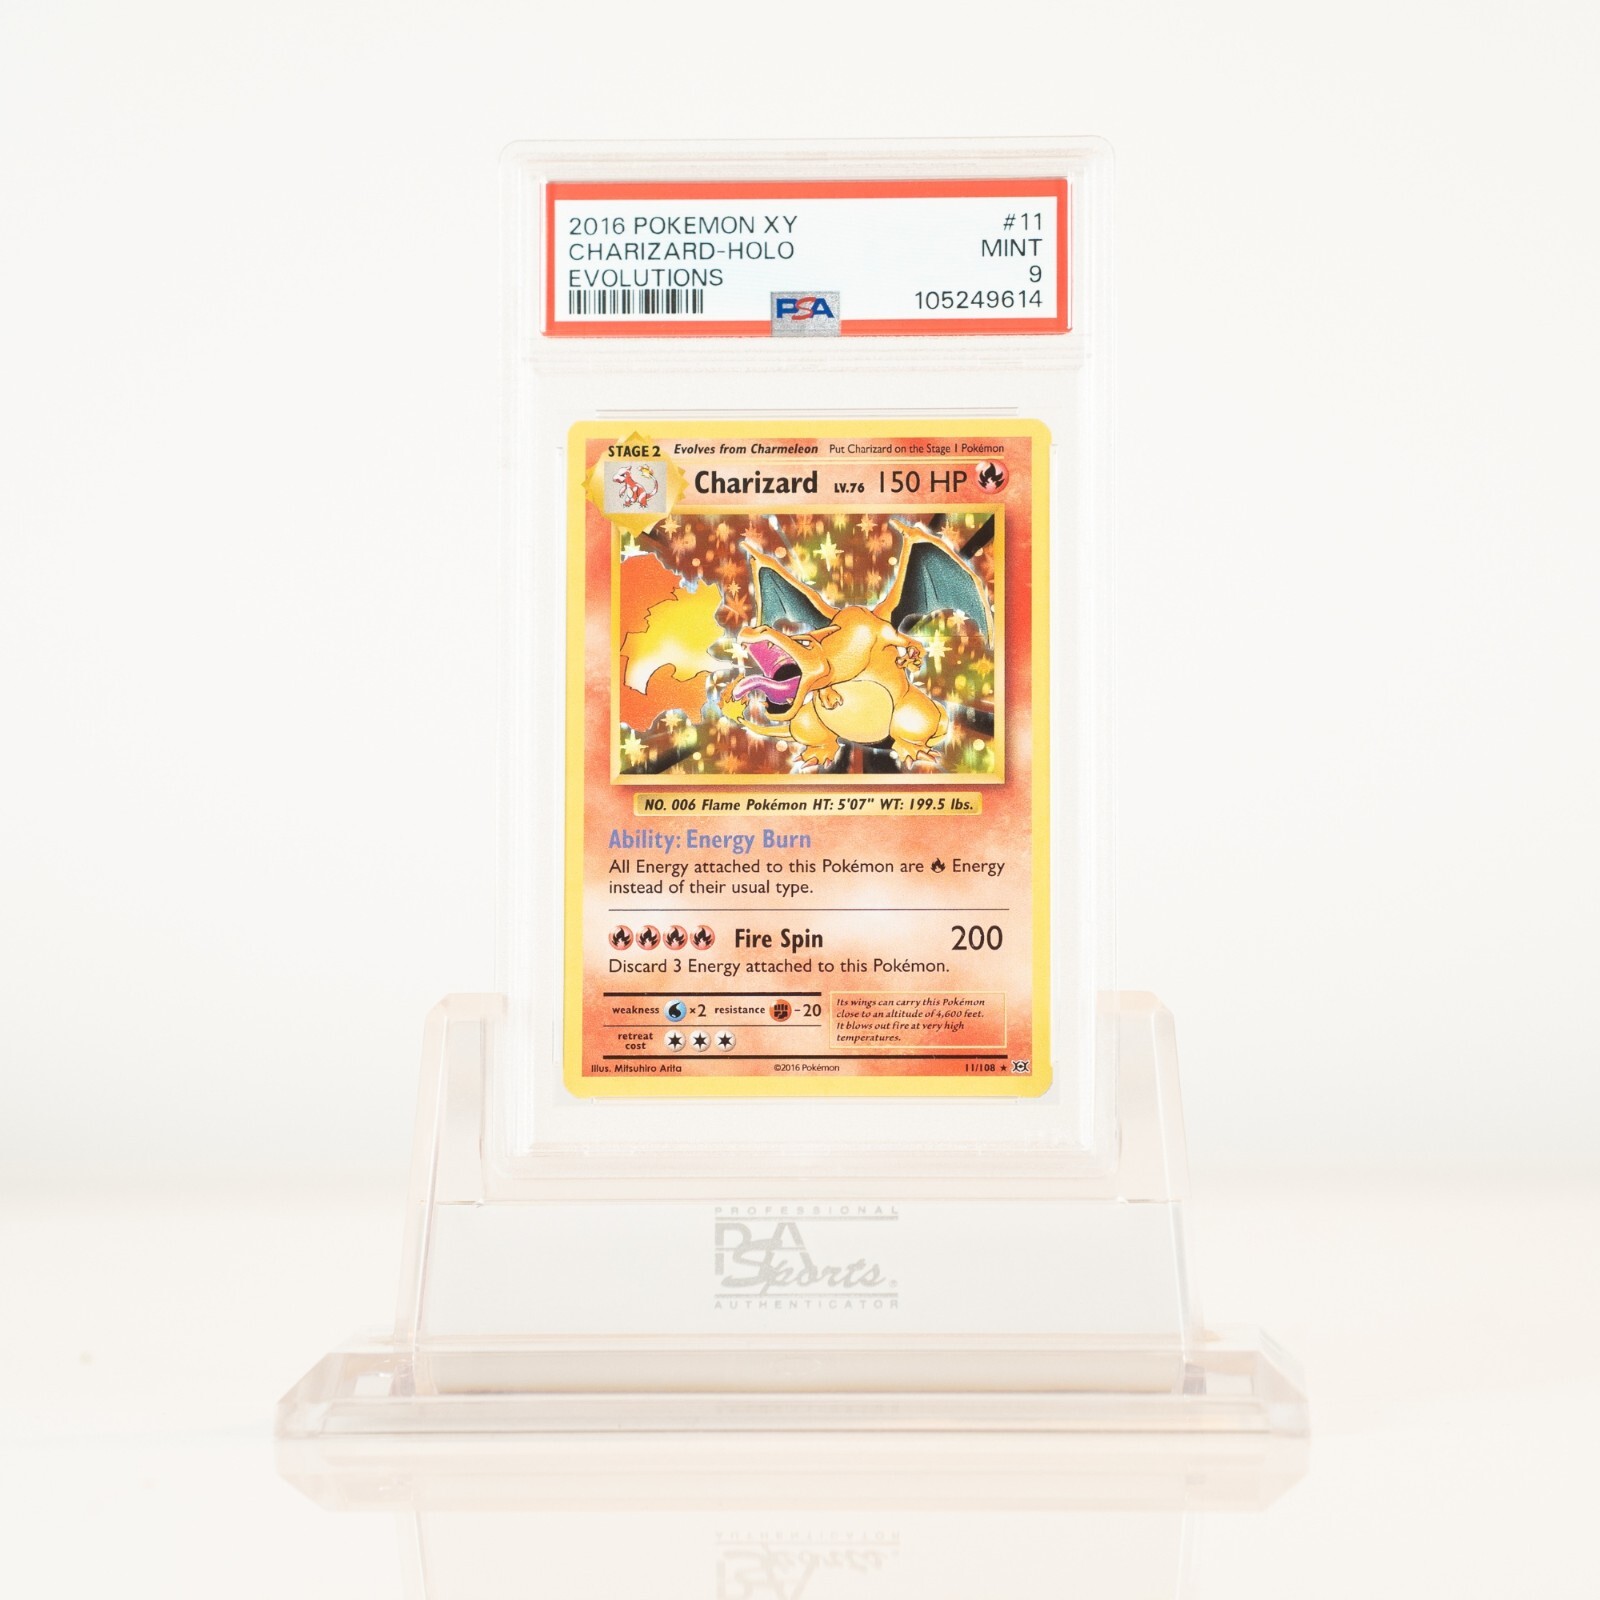 2016 POKEMON XY #11
CHARIZARD-HOLO MINT
EVOLUTIONS 9
PSA 105249614
STAGE 2 Evolves from Charmeleon Put Charizard on the Stage 1 Pokémon
Charizard LV.76 150 HP
NO. 006 Flame Pokémon HT: 5'07" WT: 199.5 lbs.
Ability: Energy Burn
All Energy attached to this Pokémon are Energy
instead of their usual type.
Fire Spin 200
Discard 3 Energy attached to this Pokémon.
weakness ×2 resistance -20
retreat
cost
Its wings can carry this Pokémon
close to an altitude of 4,600 feet.
It blows out fire at very high
temperatures.
Illus. Mitsuhiro Arita ©2016 Pokémon 11/108 ★
PROFESSIONAL
PSA
Sports
AUTHENTICATOR